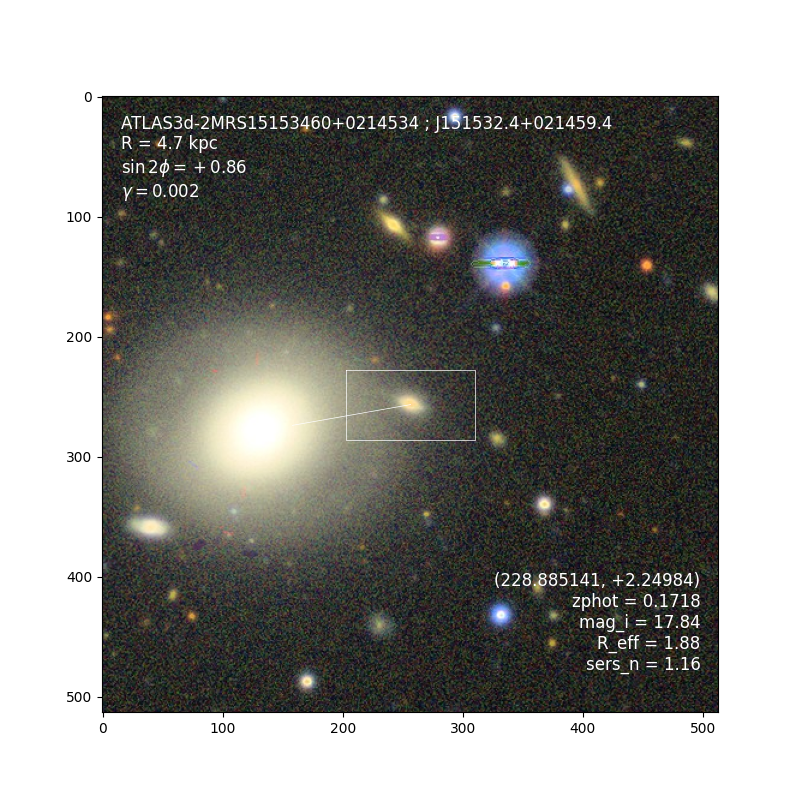 ATLAS3d-2MRS15153460+0214534 ; J151532.4+021459.4
R = 4.7 kpc
sin 2ϕ = +0.86
γ = 0.002
(228.885141, +2.24984)
zphot = 0.1718
mag_i = 17.84
R_eff = 1.88
sers_n = 1.16
0
100
200
300
400
500
0 100 200 300 400 500